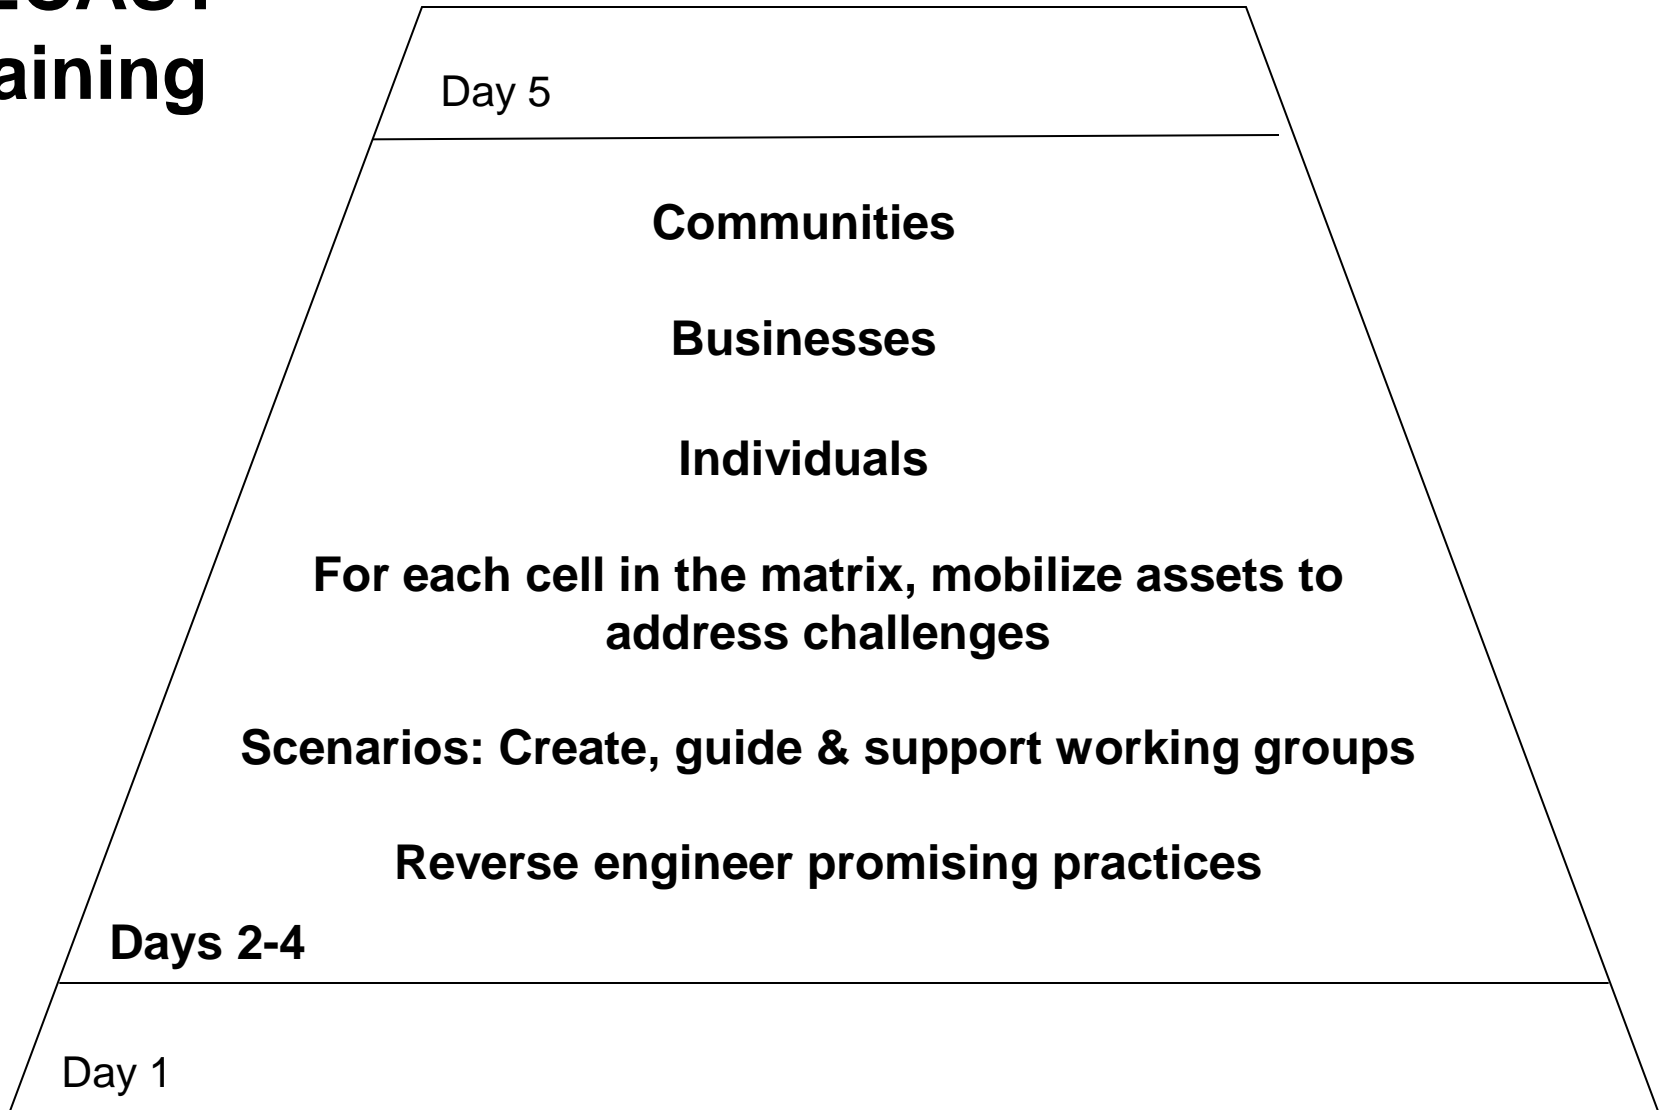 aining
Day 5
Communities
Businesses
Individuals
For each cell in the matrix, mobilize assets to
address challenges
Scenarios: Create, guide & support working groups
Reverse engineer promising practices
Days 2-4
Day 1